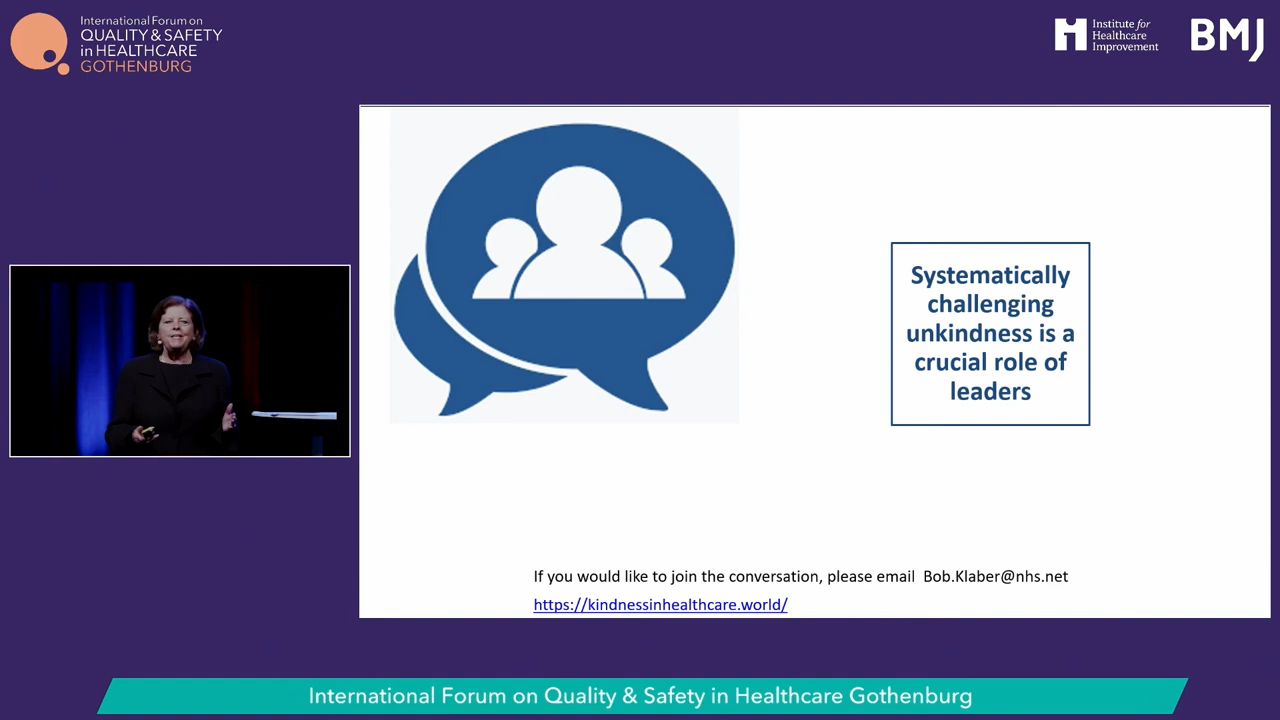 International Forum on
QUALITY & SAFETY
in HEALTHCARE
GOTHENBURG
Institute for
Healthcare
Improvement
BMJ
Systematically
challenging
unkindness is a
crucial role of
leaders
If you would like to join the conversation, please email Bob.Klaber@nhs.net
https://kindnessinhealthcare.world/
International Forum on Quality & Safety in Healthcare Gothenburg